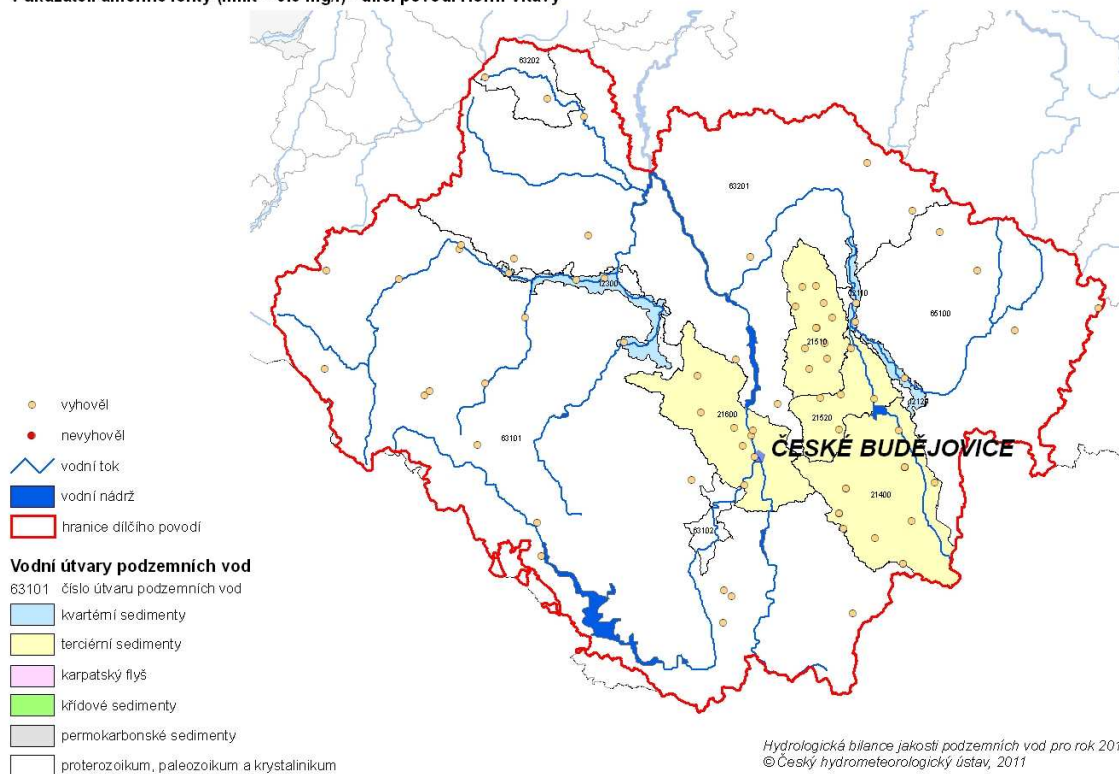 63202
63201
12300
65100
21510
12129
21600
21520
ČESKÉ BUDĚJOVICE
63101
21400
63102
vyhověl
nevyhověl
vodní tok
vodní nádrž
hranice dílčího povodí
Vodní útvary podzemních vod
63101 číslo útvaru podzemních vod
kvartérní sedimenty
terciérní sedimenty
karpatský flyš
křídové sedimenty
permokarbonské sedimenty
proterozoikum, paleozoikum a krystalinikum
Hydrologická bilance jakosti podzemních vod pro rok 201
© Český hydrometeorologický ústav, 2011